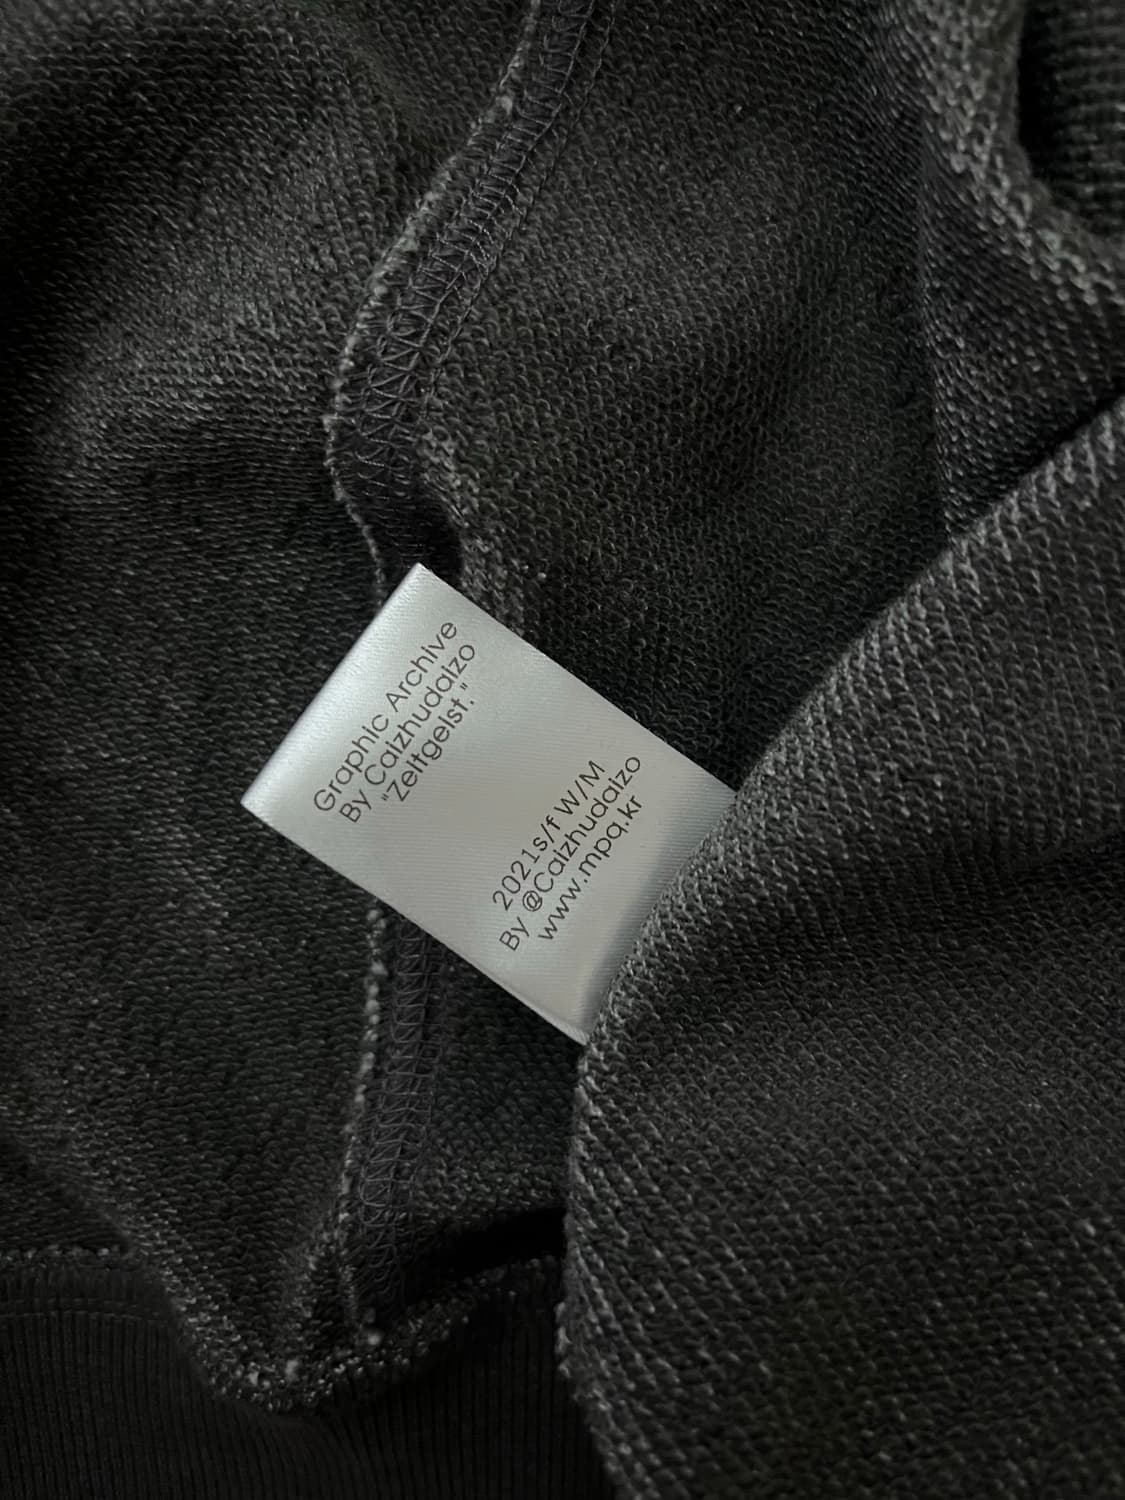 Graphic Archive
By Caizhudaizo
"Zeitgeist."
2021s/f W/M
By @Caizhudaizo
www.mpq.kr